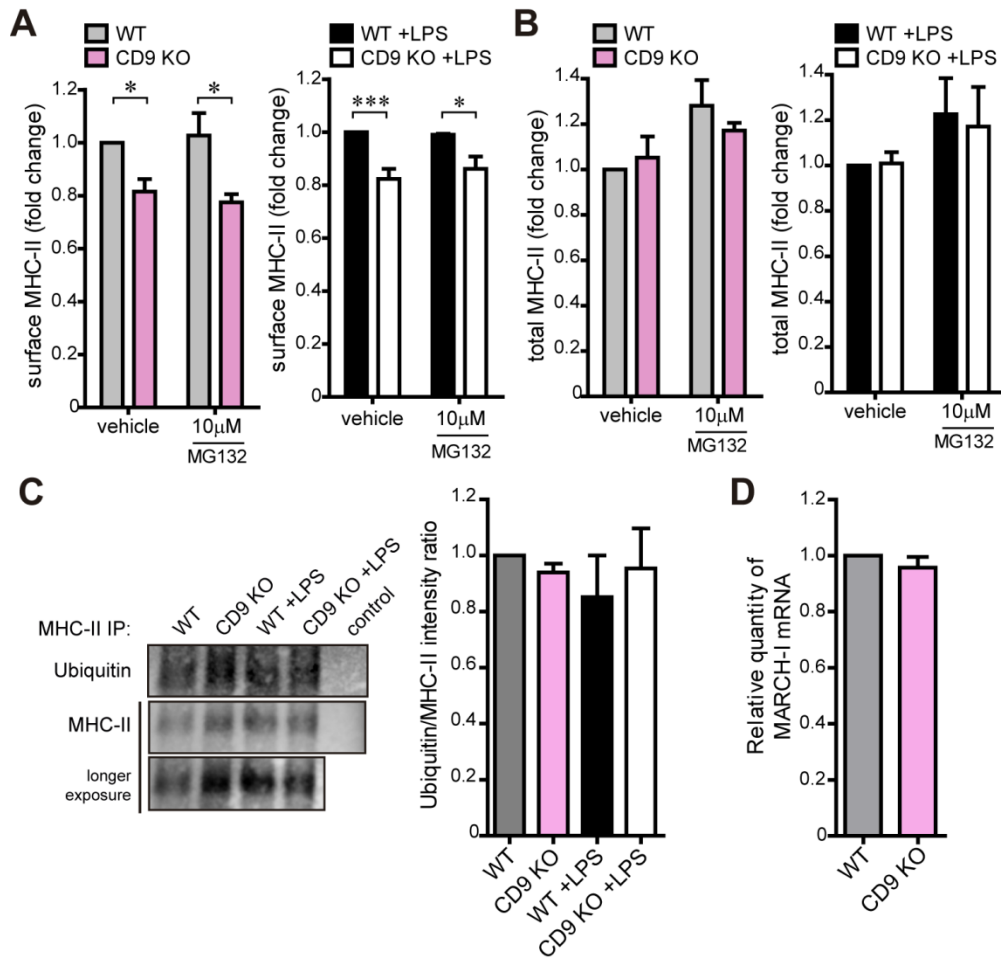 A
WT
CD9 KO
surface MHC-II (fold change)
1.2
1.0
0.8
0.6
0.4
0.2
0
*
*
vehicle
10μM
MG132
WT +LPS
CD9 KO +LPS
surface MHC-II (fold change)
1.2
1.0
0.8
0.6
0.4
0.2
0
***
*
vehicle
10μM
MG132
B
WT
CD9 KO
total MHC-II (fold change)
1.4
1.2
1.0
0.8
0.6
0.4
0.2
0
vehicle
10μM
MG132
WT +LPS
CD9 KO +LPS
total MHC-II (fold change)
1.4
1.2
1.0
0.8
0.6
0.4
0.2
0
vehicle
10μM
MG132
C
MHC-II IP:
WT
CD9 KO
WT +LPS
CD9 KO +LPS
control
Ubiquitin
MHC-II
longer
exposure
Ubiquitin/MHC-II intensity ratio
1.2
1.0
0.8
0.6
0.4
0.2
0
WT
CD9 KO
WT +LPS
CD9 KO +LPS
D
Relative quantity of
MARCH-I mRNA
1.2
1.0
0.8
0.6
0.4
0.2
0
WT
CD9 KO